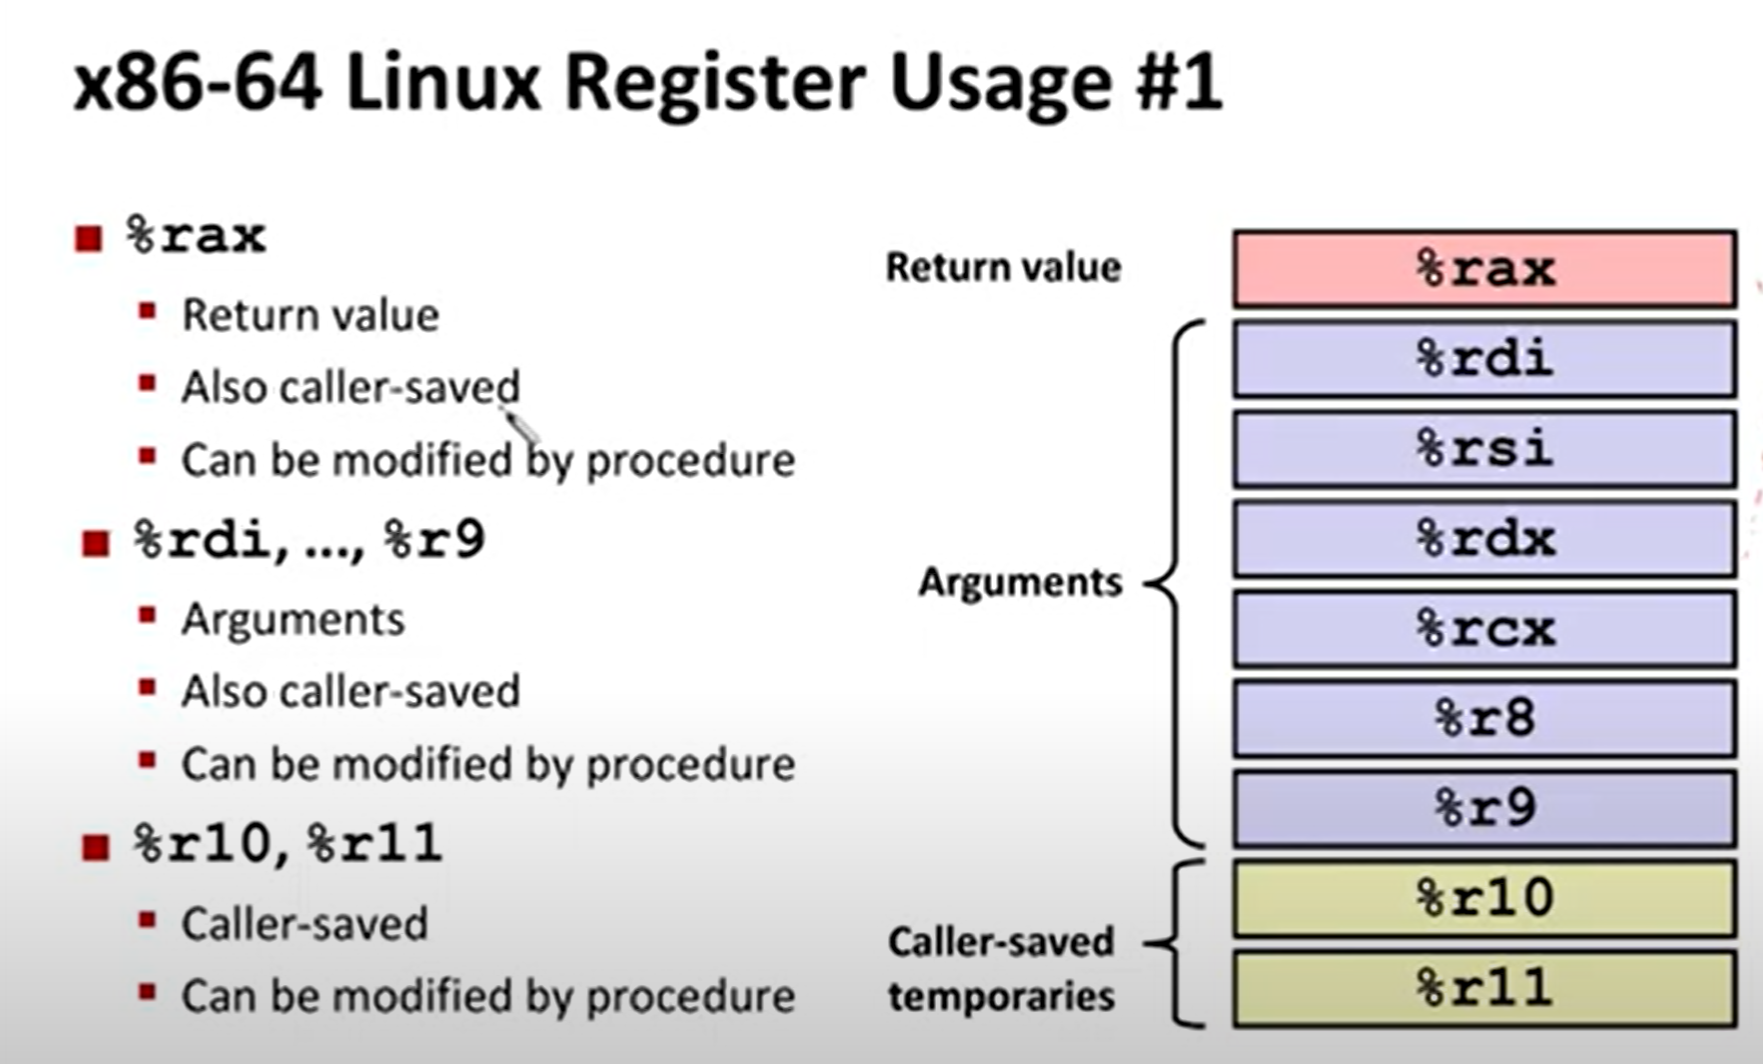 x86-64 Linux Register Usage #1
%rax
Return value
Also caller-saved
Can be modified by procedure
%rdi, ..., %r9
Arguments
Also caller-saved
Can be modified by procedure
%r10, %r11
Caller-saved
Can be modified by procedure
Return value
%rax
Arguments
%rdi
%rsi
%rdx
%rcx
%r8
%r9
Caller-saved
temporaries
%r10
%r11